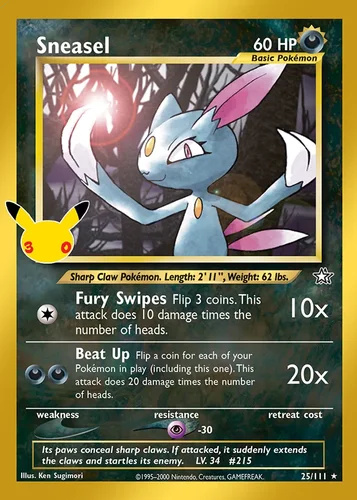 Sneasel 60 HP
Basic Pokémon
30
Sharp Claw Pokémon. Length: 2' 11", Weight: 62 lbs.
Fury Swipes Flip 3 coins. This
attack does 10 damage times the
number of heads.
10x
Beat Up Flip a coin for each of your
Pokémon in play (including this one). This
attack does 20 damage times the number
of heads.
20x
weakness resistance retreat cost
-30
Its paws conceal sharp claws. If attacked, it suddenly extends
the claws and startles its enemy. LV. 34 #215
Illus. Ken Sugimori ©1995-2000 Nintendo, Creatures, GAMEFREAK. 25/111 ★